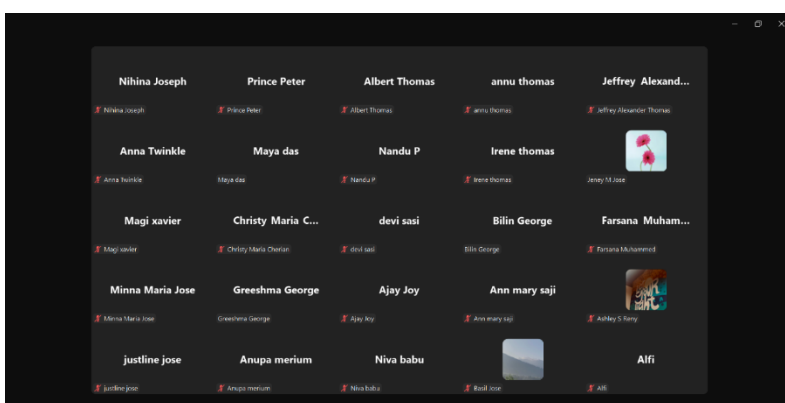 Nihina Joseph Prince Peter Albert Thomas annu thomas Jeffrey Alexand...
Nihina Joseph Prince Peter Albert Thomas annu thomas Jeffrey Alexander Thomas
Anna Twinkle Maya das Nandu P Irene thomas
Anna Twinkle Maya das Nandu P Irene thomas Jeney M Jose
Magi xavier Christy Maria C... devi sasi Bilin George Farsana Muham...
Magi xavier Christy Maria Cherian devi sasi Bilin George Farsana Muhammed
Minna Maria Jose Greeshma George Ajay Joy Ann mary saji
Minna Maria Jose Greeshma George Ajay Joy Ann mary saji Ashley S Reny
justline jose Anupa merium Niva babu Alfi
justline jose Anupa merium Niva babu Basil Jose Alfi